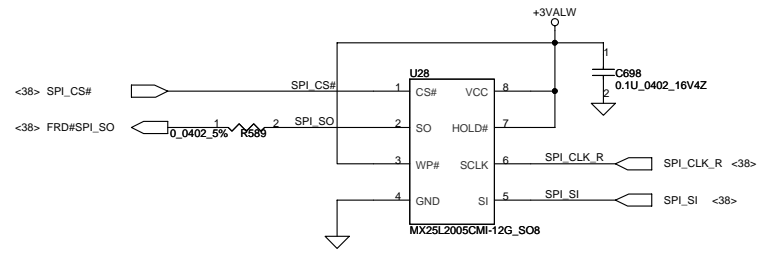 +3VALW
U28
1
C698
0.1U_0402_16V4Z
2
<38> SPI_CS#
SPI_CS#
1
CS#
VCC
8
<38> FRD#SPI_SO
1
0_0402_5%
R589
2
SPI_SO
2
SO
HOLD#
7
3
WP#
SCLK
6
SPI_CLK_R
SPI_CLK_R <38>
4
GND
SI
5
SPI_SI
SPI_SI <38>
MX25L2005CMI-12G_SO8